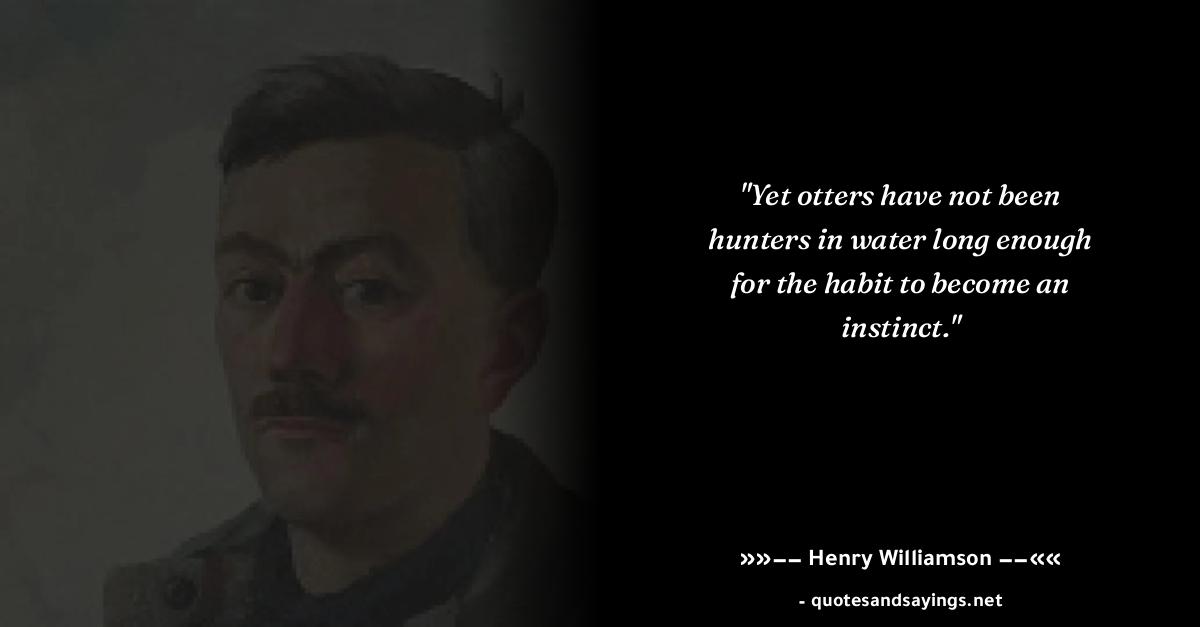 "Yet otters have not been
hunters in water long enough
for the habit to become an
instinct."
»»−− Henry Williamson −−««
- quotesandsayings.net